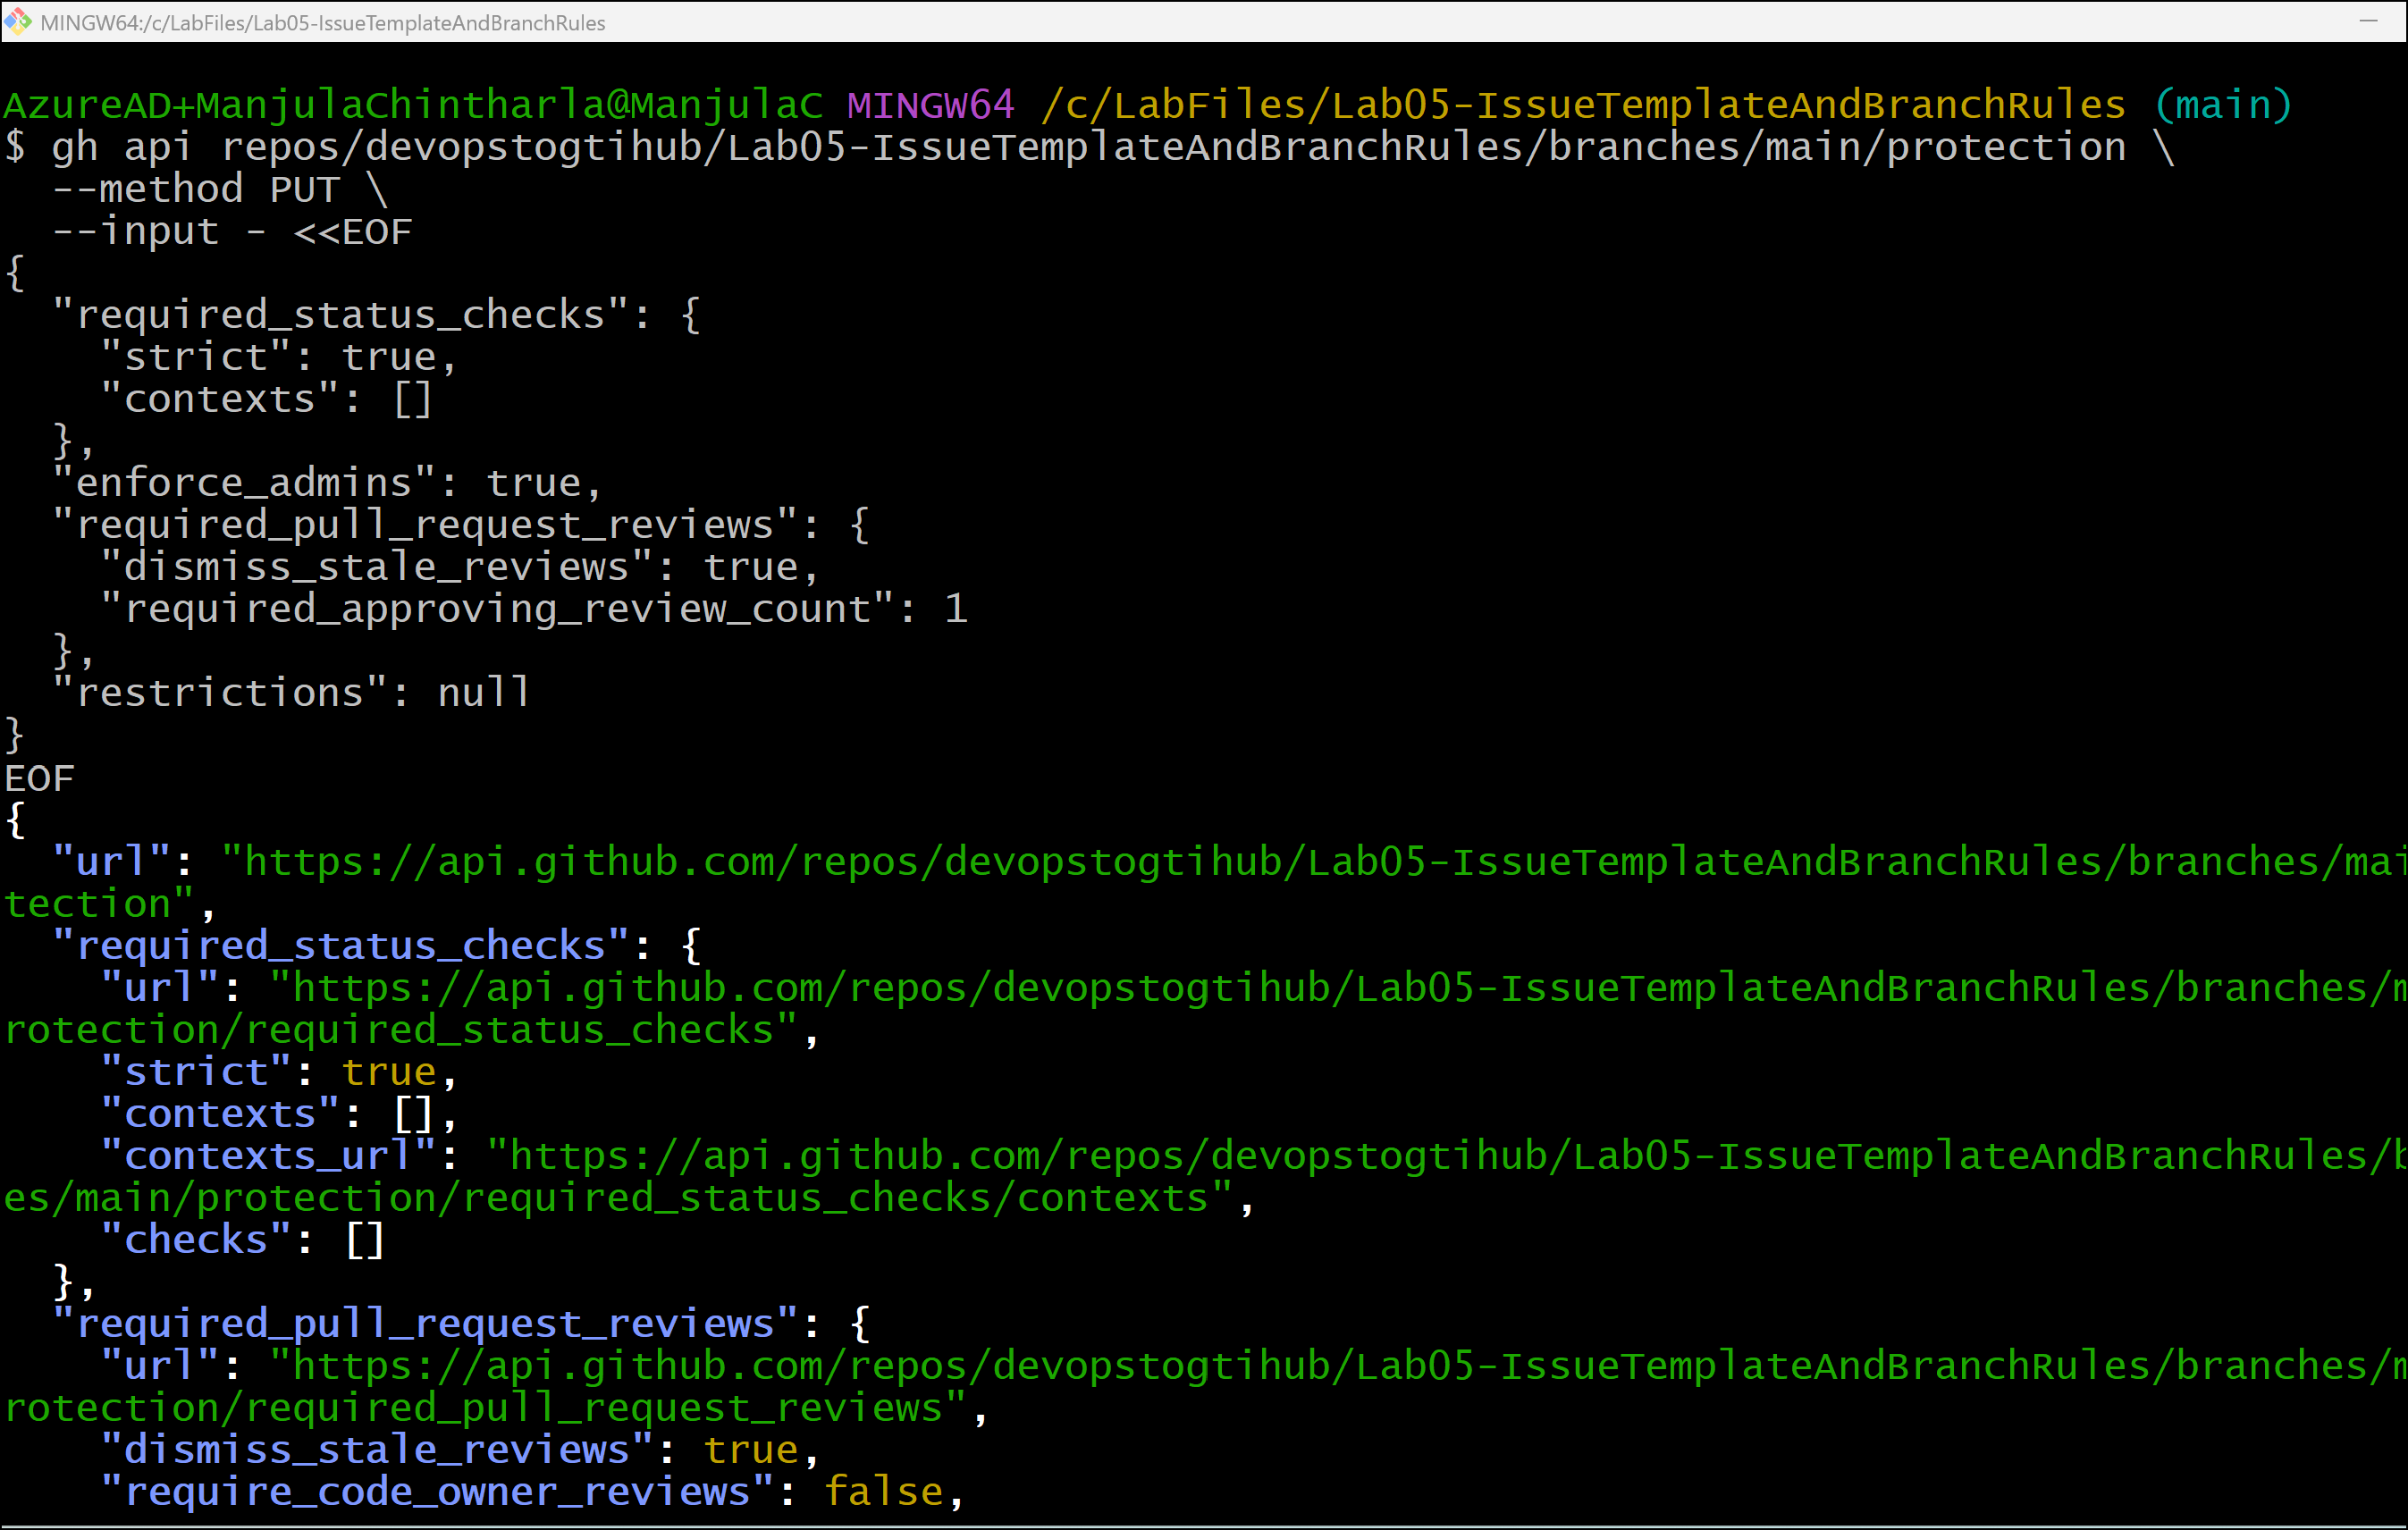 MINGW64:/c/LabFiles/Lab05-IssueTemplateAndBranchRules
AzureAD+ManjulaChintharla@ManjulaC MINGW64 /c/LabFiles/Lab05-IssueTemplateAndBranchRules (main)
$ gh api repos/devopstogtihub/Lab05-IssueTemplateAndBranchRules/branches/main/protection \
  --method PUT \
  --input - <<EOF
{
  "required_status_checks": {
    "strict": true,
    "contexts": []
  },
  "enforce_admins": true,
  "required_pull_request_reviews": {
    "dismiss_stale_reviews": true,
    "required_approving_review_count": 1
  },
  "restrictions": null
}
EOF
{
  "url": "https://api.github.com/repos/devopstogtihub/Lab05-IssueTemplateAndBranchRules/branches/mai
tection",
  "required_status_checks": {
    "url": "https://api.github.com/repos/devopstogtihub/Lab05-IssueTemplateAndBranchRules/branches/m
rotection/required_status_checks",
    "strict": true,
    "contexts": [],
    "contexts_url": "https://api.github.com/repos/devopstogtihub/Lab05-IssueTemplateAndBranchRules/b
es/main/protection/required_status_checks/contexts",
    "checks": []
  },
  "required_pull_request_reviews": {
    "url": "https://api.github.com/repos/devopstogtihub/Lab05-IssueTemplateAndBranchRules/branches/m
rotection/required_pull_request_reviews",
    "dismiss_stale_reviews": true,
    "require_code_owner_reviews": false,